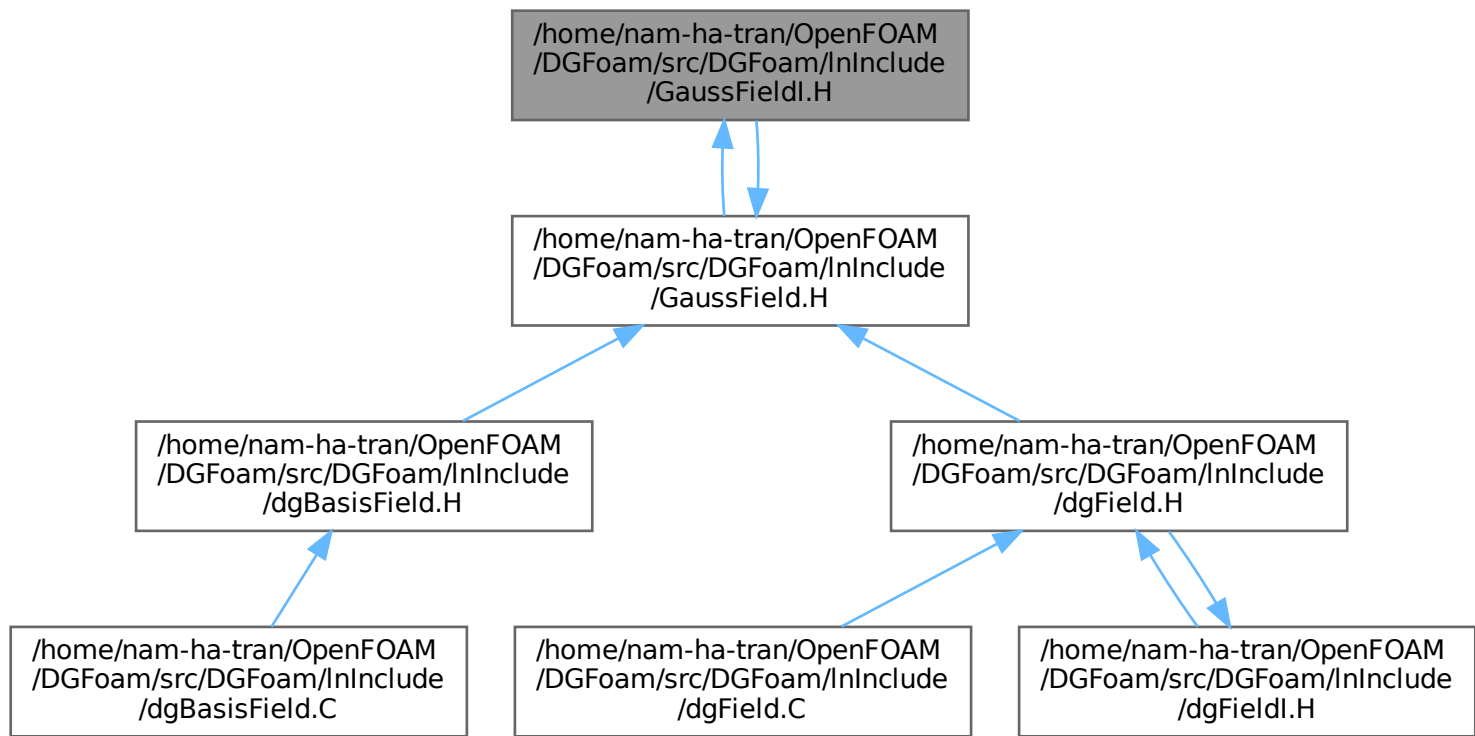 /home/nam-ha-tran/OpenFOAM
/DGFoam/src/DGFoam/lnInclude
/GaussFieldI.H
/home/nam-ha-tran/OpenFOAM
/DGFoam/src/DGFoam/lnInclude
/GaussField.H
/home/nam-ha-tran/OpenFOAM
/DGFoam/src/DGFoam/lnInclude
/dgBasisField.H
/home/nam-ha-tran/OpenFOAM
/DGFoam/src/DGFoam/lnInclude
/dgField.H
/home/nam-ha-tran/OpenFOAM
/DGFoam/src/DGFoam/lnInclude
/dgBasisField.C
/home/nam-ha-tran/OpenFOAM
/DGFoam/src/DGFoam/lnInclude
/dgField.C
/home/nam-ha-tran/OpenFOAM
/DGFoam/src/DGFoam/lnInclude
/dgFieldI.H